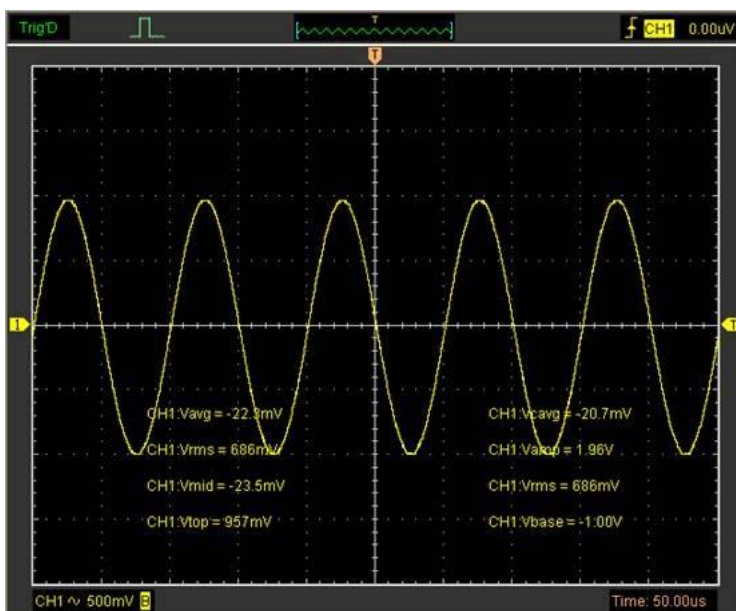 Trig'D T CH1 0.00uV
T
1 T
CH1:Vavg = -22.3mV CH1:Vcavg = -20.7mV
CH1:Vrms = 686mV CH1:Vamp = 1.96V
CH1:Vmid = -23.5mV CH1:Vrms = 686mV
CH1:Vtop = 957mV CH1:Vbase = -1.00V
CH1 ∿ 500mV B Time: 50.00us